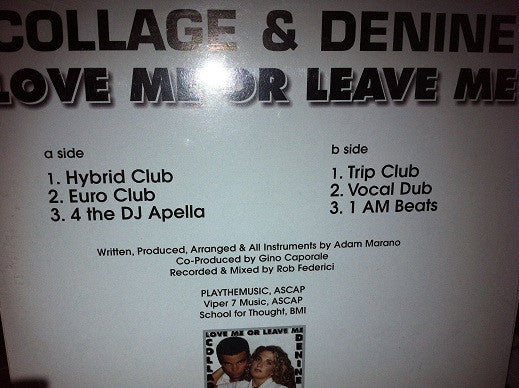 COLLAGE & DENINE
LOVE ME OR LEAVE ME
a side
1. Hybrid Club
2. Euro Club
3. 4 the DJ Apella
b side
1. Trip Club
2. Vocal Dub
3. 1 AM Beats
Written, Produced, Arranged & All Instruments by Adam Marano
Co-Produced by Gino Caporale
Recorded & Mixed by Rob Federici
PLAYTHEMUSIC, ASCAP
Viper 7 Music, ASCAP
School for Thought, BMI
LOVE ME OR LEAVE ME
COLLA
DENINE